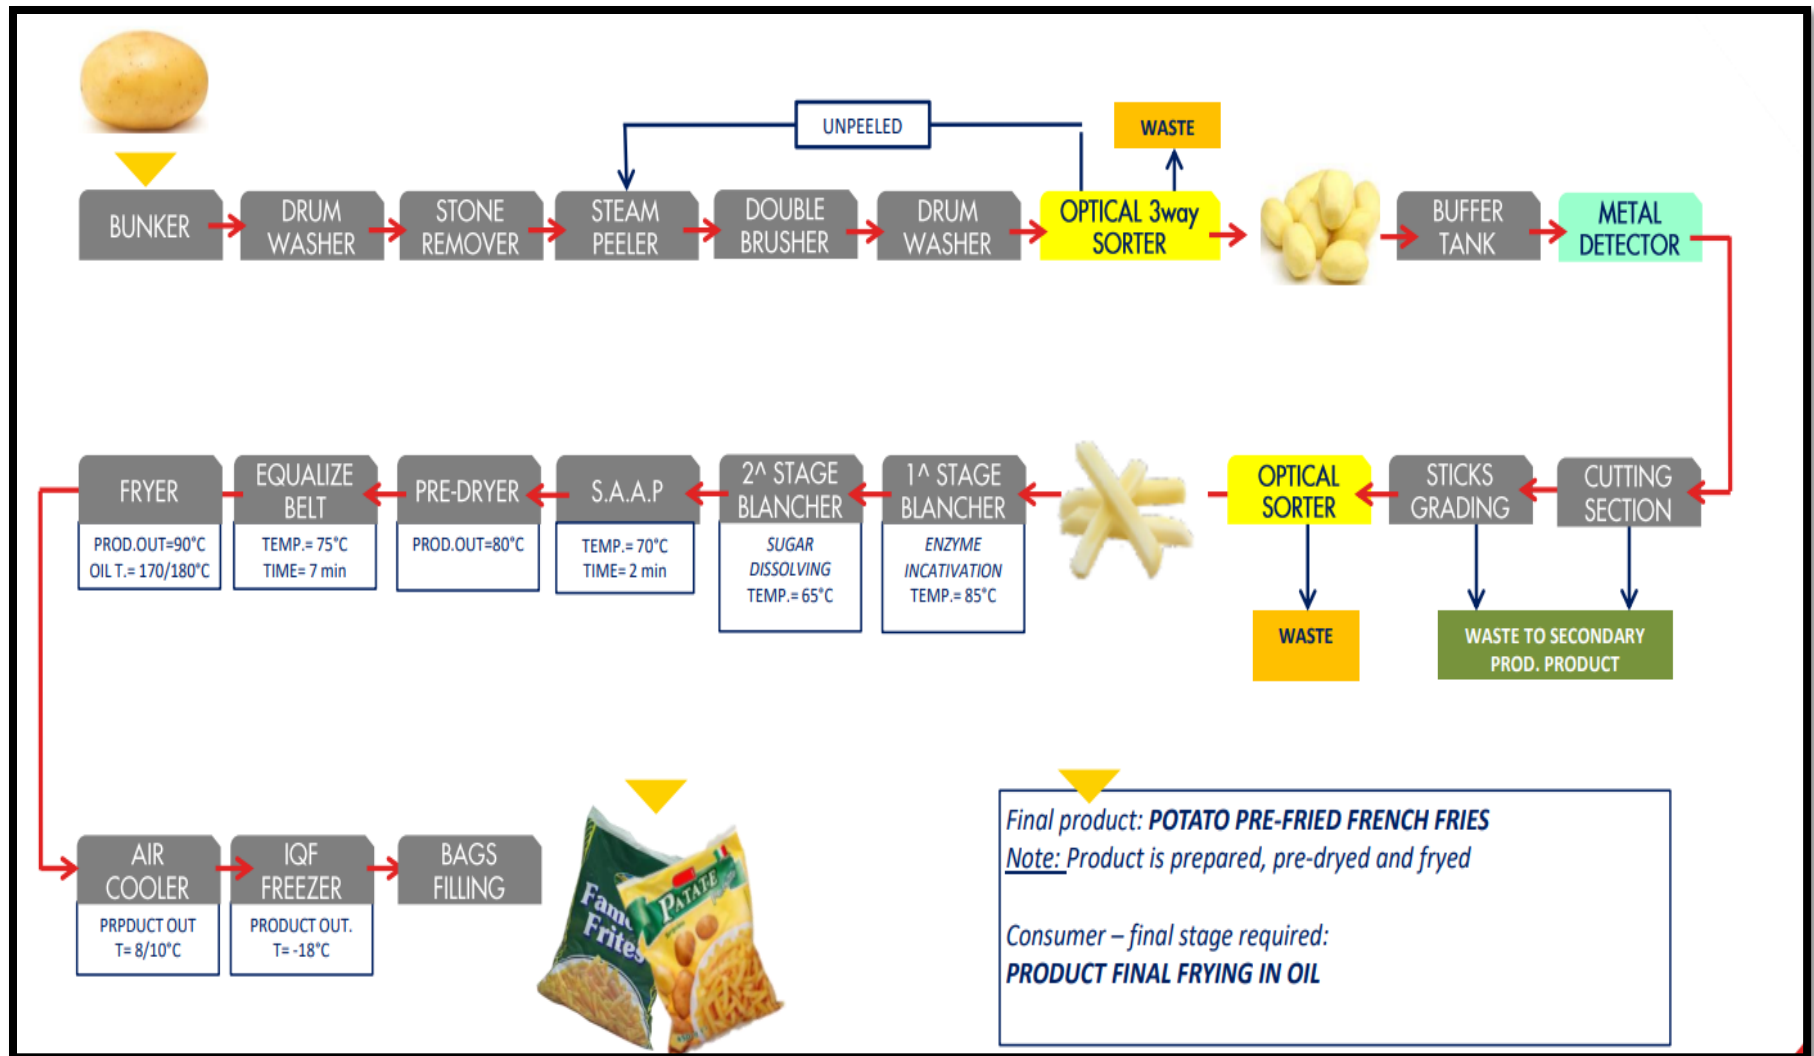 UNPEELED
WASTE
BUNKER
DRUM
WASHER
STONE
REMOVER
STEAM
PEELER
DOUBLE
BRUSHER
DRUM
WASHER
OPTICAL 3way
SORTER
BUFFER
TANK
METAL
DETECTOR
FRYER
PROD.OUT=90°C
OIL T.= 170/180°C
EQUALIZE
BELT
TEMP.= 75°C
TIME= 7 min
PRE-DRYER
PROD.OUT=80°C
S.A.A.P
TEMP.= 70°C
TIME= 2 min
2^ STAGE
BLANCHER
SUGAR
DISSOLVING
TEMP.= 65°C
1^ STAGE
BLANCHER
ENZYME
INCATIVATION
TEMP.= 85°C
OPTICAL
SORTER
STICKS
GRADING
CUTTING
SECTION
WASTE
WASTE TO SECONDARY
PROD. PRODUCT
AIR
COOLER
PRPDUCT OUT
T= 8/10°C
IQF
FREEZER
PRODUCT OUT.
T= -18°C
BAGS
FILLING
Frites
PATATE
Final product: POTATO PRE-FRIED FRENCH FRIES
Note: Product is prepared, pre-dryed and fryed
Consumer – final stage required:
PRODUCT FINAL FRYING IN OIL